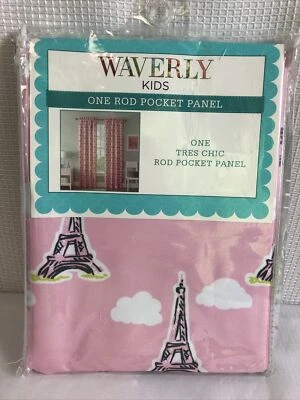 WAVERLY
KIDS
ONE ROD POCKET PANEL
ONE
TRES CHIC
ROD POCKET PANEL